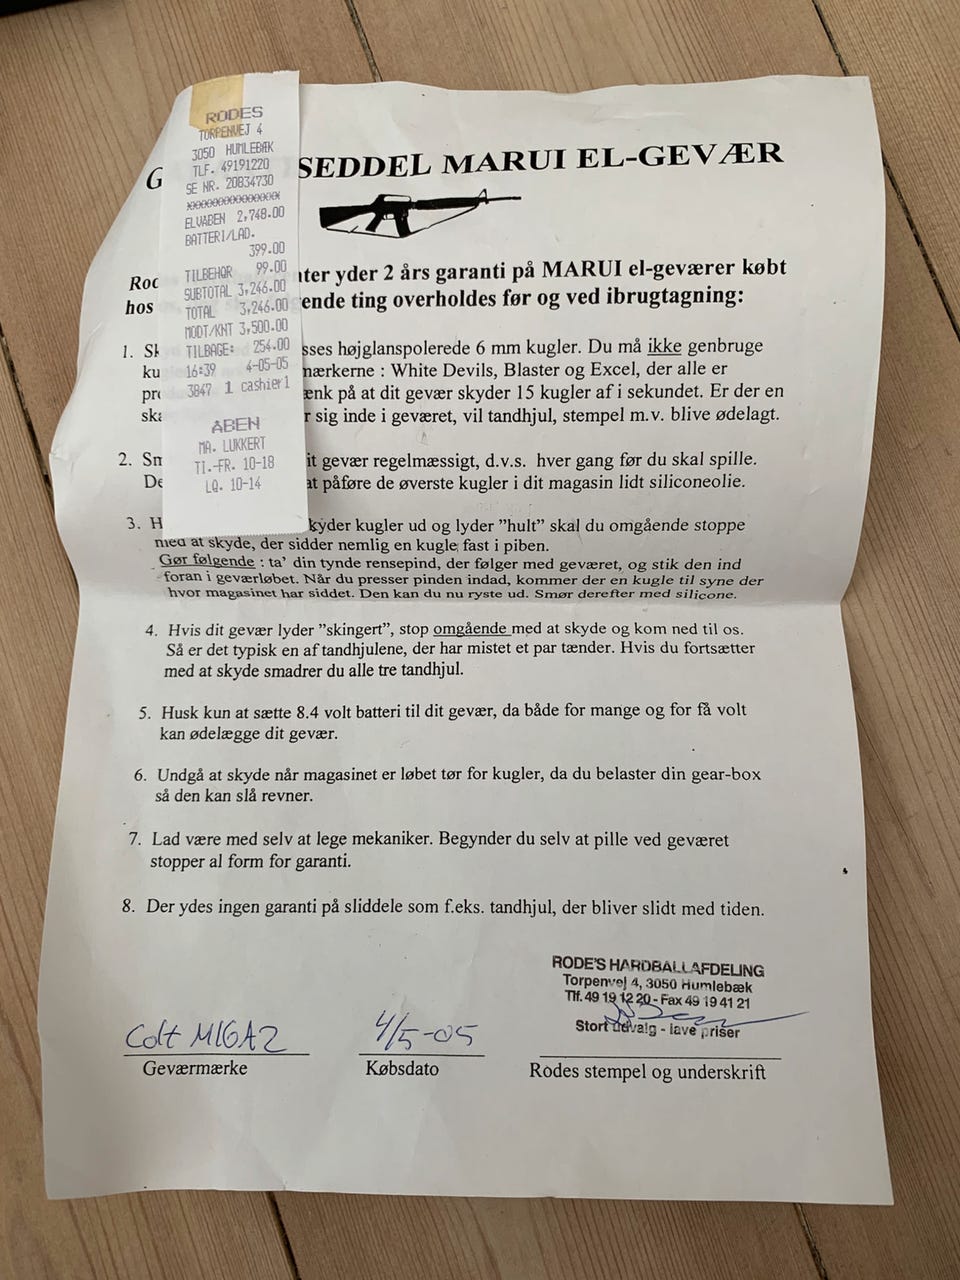 RODES
TORPENVEJ 4
3050 HUMLEBÆK
TLF. 49191220
SE NR. 20834730
xxxxxxxxxxxxxxxx
ELVÅBEN 2,748.00
BATTERI/LAD.
399.00
TILBEHØR 99.00
SUBTOTAL 3,246.00
TOTAL 3,246.00
MODT/KNT 3,500.00
TILBAGE: 254.00
16:39 4-05-05
3847 1 cashier1
ÅBEN
MA. LUKKERT
TI.-FR. 10-18
LØ. 10-14
G SEDDEL MARUI EL-GEVÆR
Rod nter yder 2 års garanti på MARUI el-geværer købt
hos ende ting overholdes før og ved ibrugtagning:
1. Sk sses højglanspolerede 6 mm kugler. Du må ikke genbruge
ku mærkerne : White Devils, Blaster og Excel, der alle er
pro ænk på at dit gevær skyder 15 kugler af i sekundet. Er der en
ska r sig inde i geværet, vil tandhjul, stempel m.v. blive ødelagt.
2. Sm it gevær regelmæssigt, d.v.s. hver gang før du skal spille.
De at påføre de øverste kugler i dit magasin lidt siliconeolie.
3. H kyder kugler ud og lyder "hult" skal du omgående stoppe
med at skyde, der sidder nemlig en kugle fast i piben.
Gør følgende : ta' din tynde rensepind, der følger med geværet, og stik den ind
foran i geværløbet. Når du presser pinden indad, kommer der en kugle til syne der
hvor magasinet har siddet. Den kan du nu ryste ud. Smør derefter med silicone.
4. Hvis dit gevær lyder "skingert", stop omgående med at skyde og kom ned til os.
Så er det typisk en af tandhjulene, der har mistet et par tænder. Hvis du fortsætter
med at skyde smadrer du alle tre tandhjul.
5. Husk kun at sætte 8.4 volt batteri til dit gevær, da både for mange og for få volt
kan ødelægge dit gevær.
6. Undgå at skyde når magasinet er løbet tør for kugler, da du belaster din gear-box
så den kan slå revner.
7. Lad være med selv at lege mekaniker. Begynder du selv at pille ved geværet
stopper al form for garanti.
8. Der ydes ingen garanti på sliddele som f.eks. tandhjul, der bliver slidt med tiden.
RODE'S HARDBALLAFDELING
Torpenvej 4, 3050 Humlebæk
Tlf. 49 19 12 20 - Fax 49 19 41 21
Stort udvalg - lave priser
Colt M16A2 4/5-05
Geværmærke Købsdato Rodes stempel og underskrift